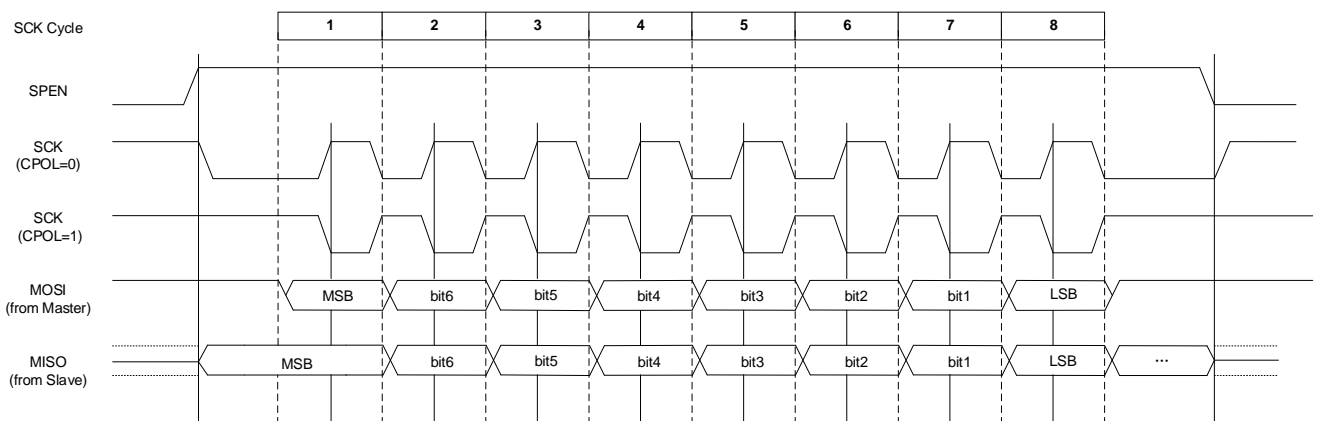 SCK Cycle 1 2 3 4 5 6 7 8
SPEN
SCK
(CPOL=0)
SCK
(CPOL=1)
MOSI
(from Master)
MSB bit6 bit5 bit4 bit3 bit2 bit1 LSB
MISO
(from Slave)
MSB bit6 bit5 bit4 bit3 bit2 bit1 LSB ...